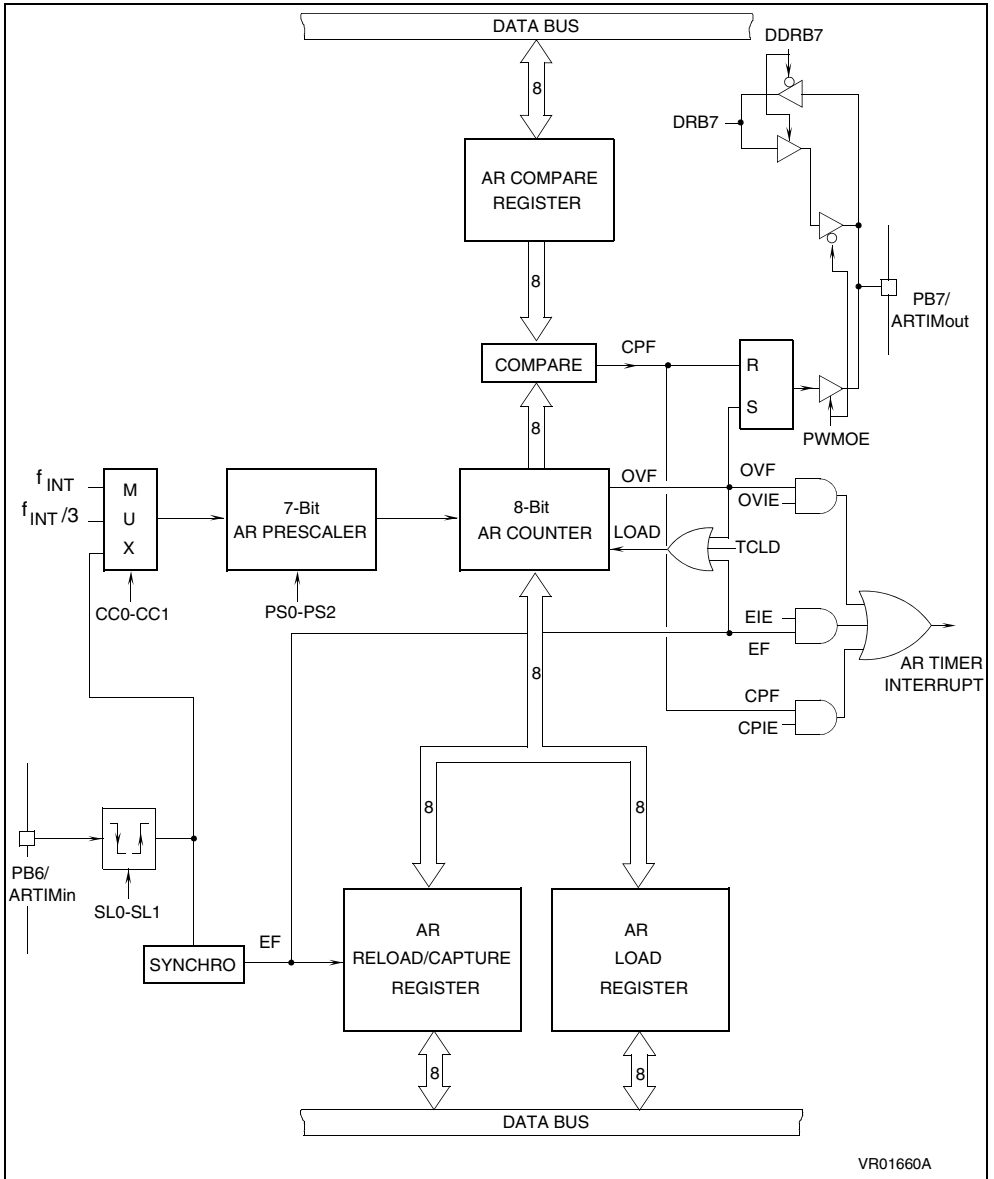 DATA BUS
DDRB7
8
DRB7
AR COMPARE
REGISTER
8
PB7/
ARTIMout
CPF
COMPARE
R
S
8
PWMOE
f INT
f INT /3
M
U
X
7-Bit
AR PRESCALER
8-Bit
AR COUNTER
OVF
OVF
OVIE
LOAD
TCLD
CC0-CC1
PS0-PS2
EIE
EF
8
AR TIMER
INTERRUPT
CPF
CPIE
8
8
PB6/
ARTIMin
SL0-SL1
SYNCHRO
EF
AR
RELOAD/CAPTURE
REGISTER
AR
LOAD
REGISTER
8
8
DATA BUS
VR01660A